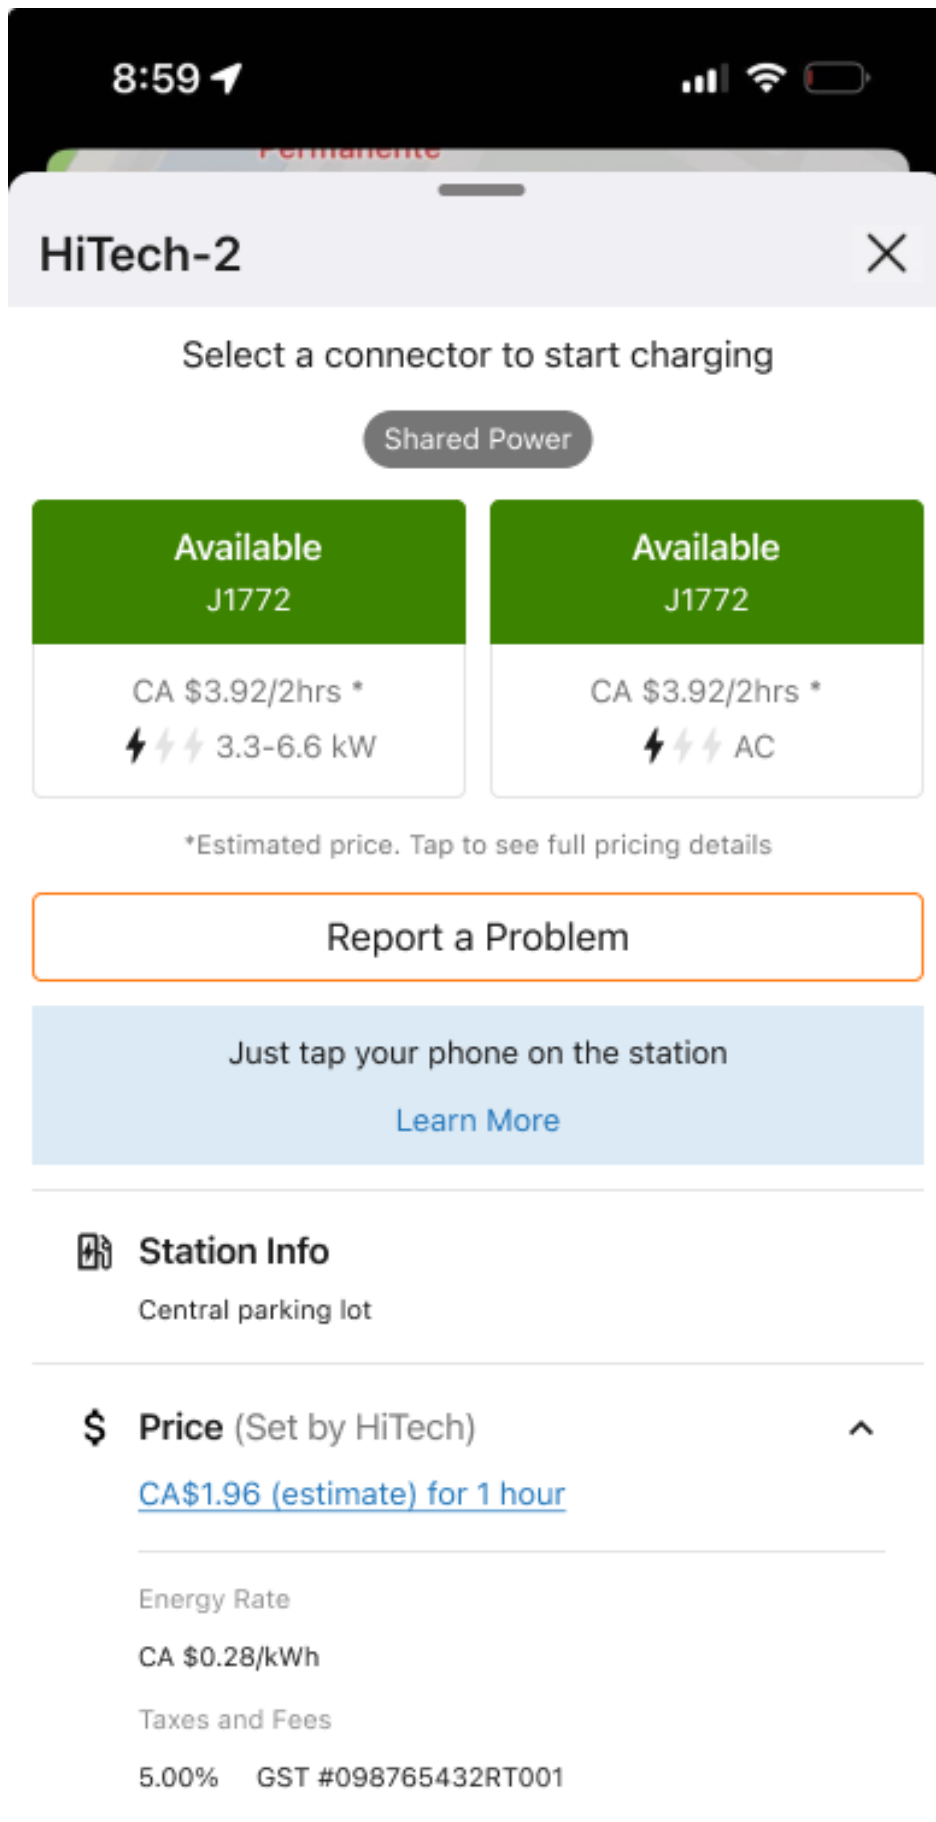 8:59
Permanente
HiTech-2
Select a connector to start charging
Shared Power
Available
J1772
CA $3.92/2hrs *
3.3-6.6 kW
Available
J1772
CA $3.92/2hrs *
AC
*Estimated price. Tap to see full pricing details
Report a Problem
Just tap your phone on the station
Learn More
Station Info
Central parking lot
$ Price (Set by HiTech)
CA$1.96 (estimate) for 1 hour
Energy Rate
CA $0.28/kWh
Taxes and Fees
5.00% GST #098765432RT001